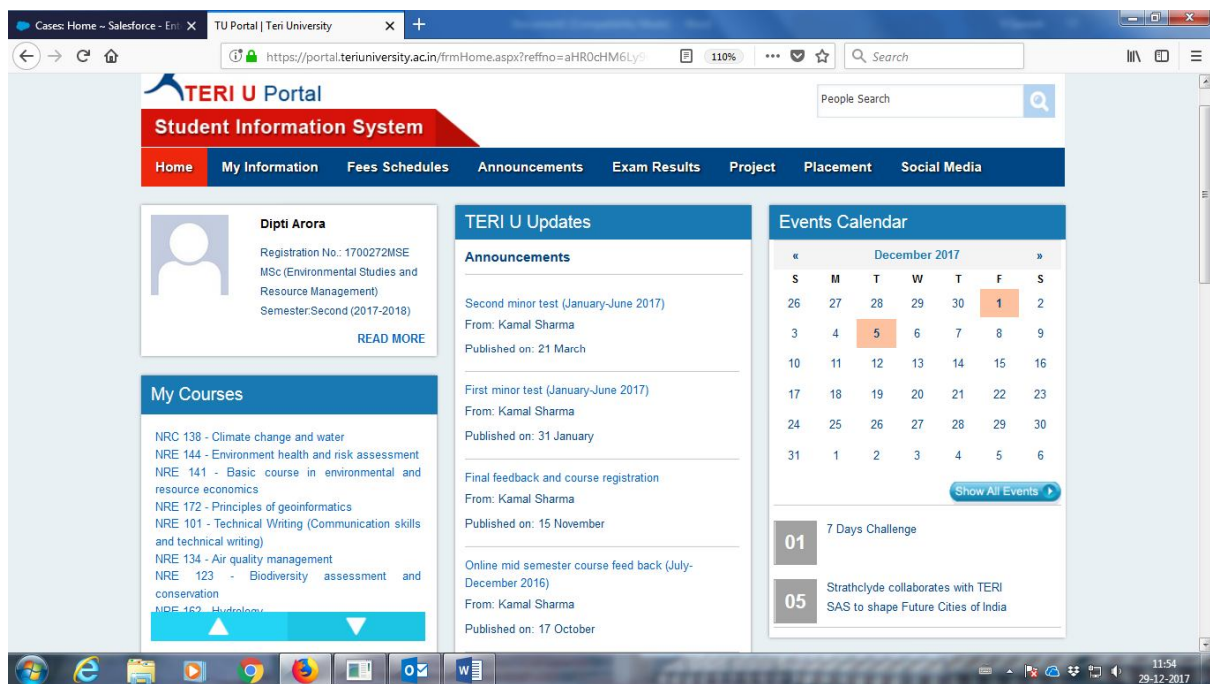 Cases: Home ~ Salesforce - Ent
TU Portal | Teri University
https://portal.teriuniversity.ac.in/frmHome.aspx?reffno=aHR0cHM6Ly9
110%
Search
TERI U Portal
People Search
Student Information System
Home My Information Fees Schedules Announcements Exam Results Project Placement Social Media
Dipti Arora
Registration No.: 1700272MSE
MSc (Environmental Studies and
Resource Management)
Semester:Second (2017-2018)
READ MORE
My Courses
NRC 138 - Climate change and water
NRE 144 - Environment health and risk assessment
NRE 141 - Basic course in environmental and
resource economics
NRE 172 - Principles of geoinformatics
NRE 101 - Technical Writing (Communication skills
and technical writing)
NRE 134 - Air quality management
NRE 123 - Biodiversity assessment and
conservation
NRE 162 - Hydrology
TERI U Updates
Announcements
Second minor test (January-June 2017)
From: Kamal Sharma
Published on: 21 March
First minor test (January-June 2017)
From: Kamal Sharma
Published on: 31 January
Final feedback and course registration
From: Kamal Sharma
Published on: 15 November
Online mid semester course feed back (July-
December 2016)
From: Kamal Sharma
Published on: 17 October
Events Calendar
« December 2017 »
S M T W T F S
26 27 28 29 30 1 2
3 4 5 6 7 8 9
10 11 12 13 14 15 16
17 18 19 20 21 22 23
24 25 26 27 28 29 30
31 1 2 3 4 5 6
Show All Events
01 7 Days Challenge
05 Strathclyde collaborates with TERI
SAS to shape Future Cities of India
11:54
29-12-2017